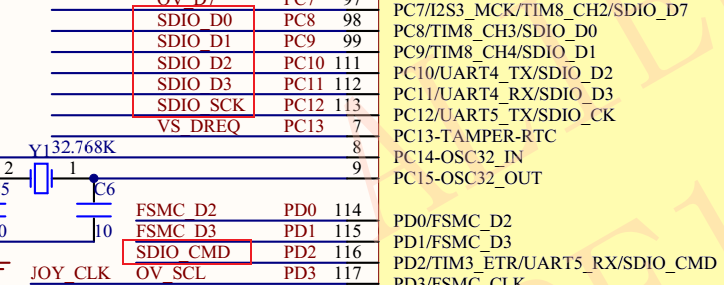 OV_D7 PC7 97 PC7/I2S3_MCK/TIM8_CH2/SDIO_D7
SDIO_D0 PC8 98 PC8/TIM8_CH3/SDIO_D0
SDIO_D1 PC9 99 PC9/TIM8_CH4/SDIO_D1
SDIO_D2 PC10 111 PC10/UART4_TX/SDIO_D2
SDIO_D3 PC11 112 PC11/UART4_RX/SDIO_D3
SDIO_SCK PC12 113 PC12/UART5_TX/SDIO_CK
VS_DREQ PC13 7 PC13-TAMPER-RTC
Y1 32.768K 8 PC14-OSC32_IN
2 1 9 PC15-OSC32_OUT
5 C6
0 10
FSMC_D2 PD0 114 PD0/FSMC_D2
FSMC_D3 PD1 115 PD1/FSMC_D3
SDIO_CMD PD2 116 PD2/TIM3_ETR/UART5_RX/SDIO_CMD
JOY_CLK OV_SCL PD3 117 PD3/FSMC_CLK